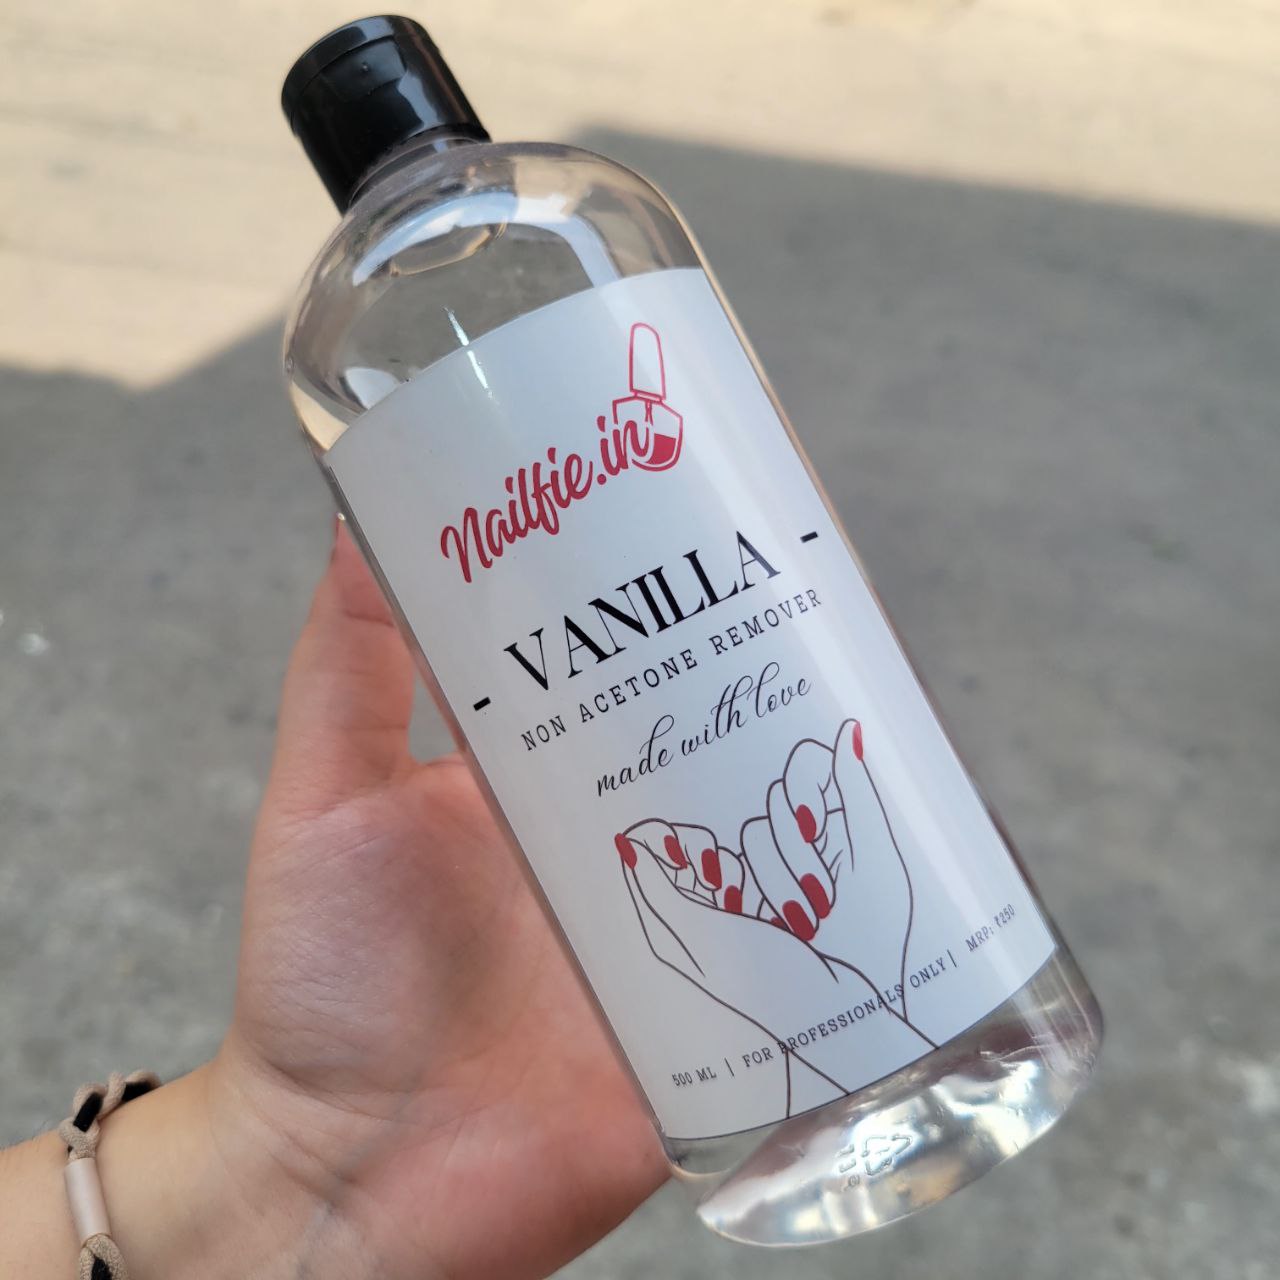 Nailfie.in
- VANILLA -
NON ACETONE REMOVER
made with love
500 ML | FOR PROFESSIONALS ONLY | MRP: ₹250